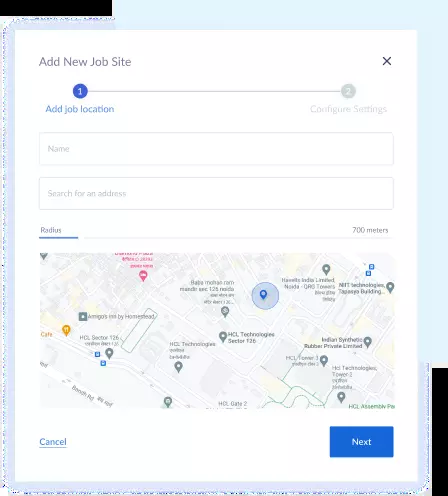 Add New Job Site
1
2
Add job location
Configure Settings
Name
Search for an address
Radius
700 meters
Baba mohan ram
mandir sec 126 noida
Havells India Limited,
Noida - QRG Towers
NIIT technologies,
Tapasya Building...
Amigo's Inn by Homestead
Cafe
HCL Sector 126
HCL Technologies
HCL Technologies
Sector 126
Indian Synthetic
Rubber Private Limited
HCL Tower 3
Hcl Technologies,
Tower-2
HCL Gate 2
HCL Assembly Pa
Cancel
Next